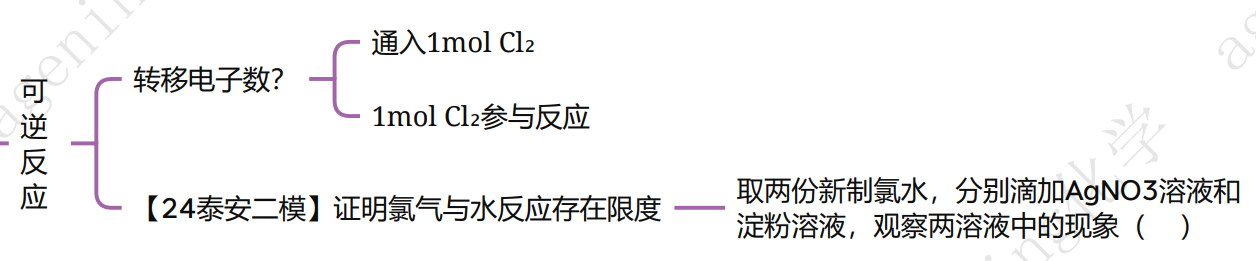 可逆反应
转移电子数?
通入1mol Cl₂
1mol Cl₂参与反应
【24泰安二模】证明氯气与水反应存在限度
取两份新制氯水，分别滴加AgNO3溶液和
淀粉溶液，观察两溶液中的现象（　）